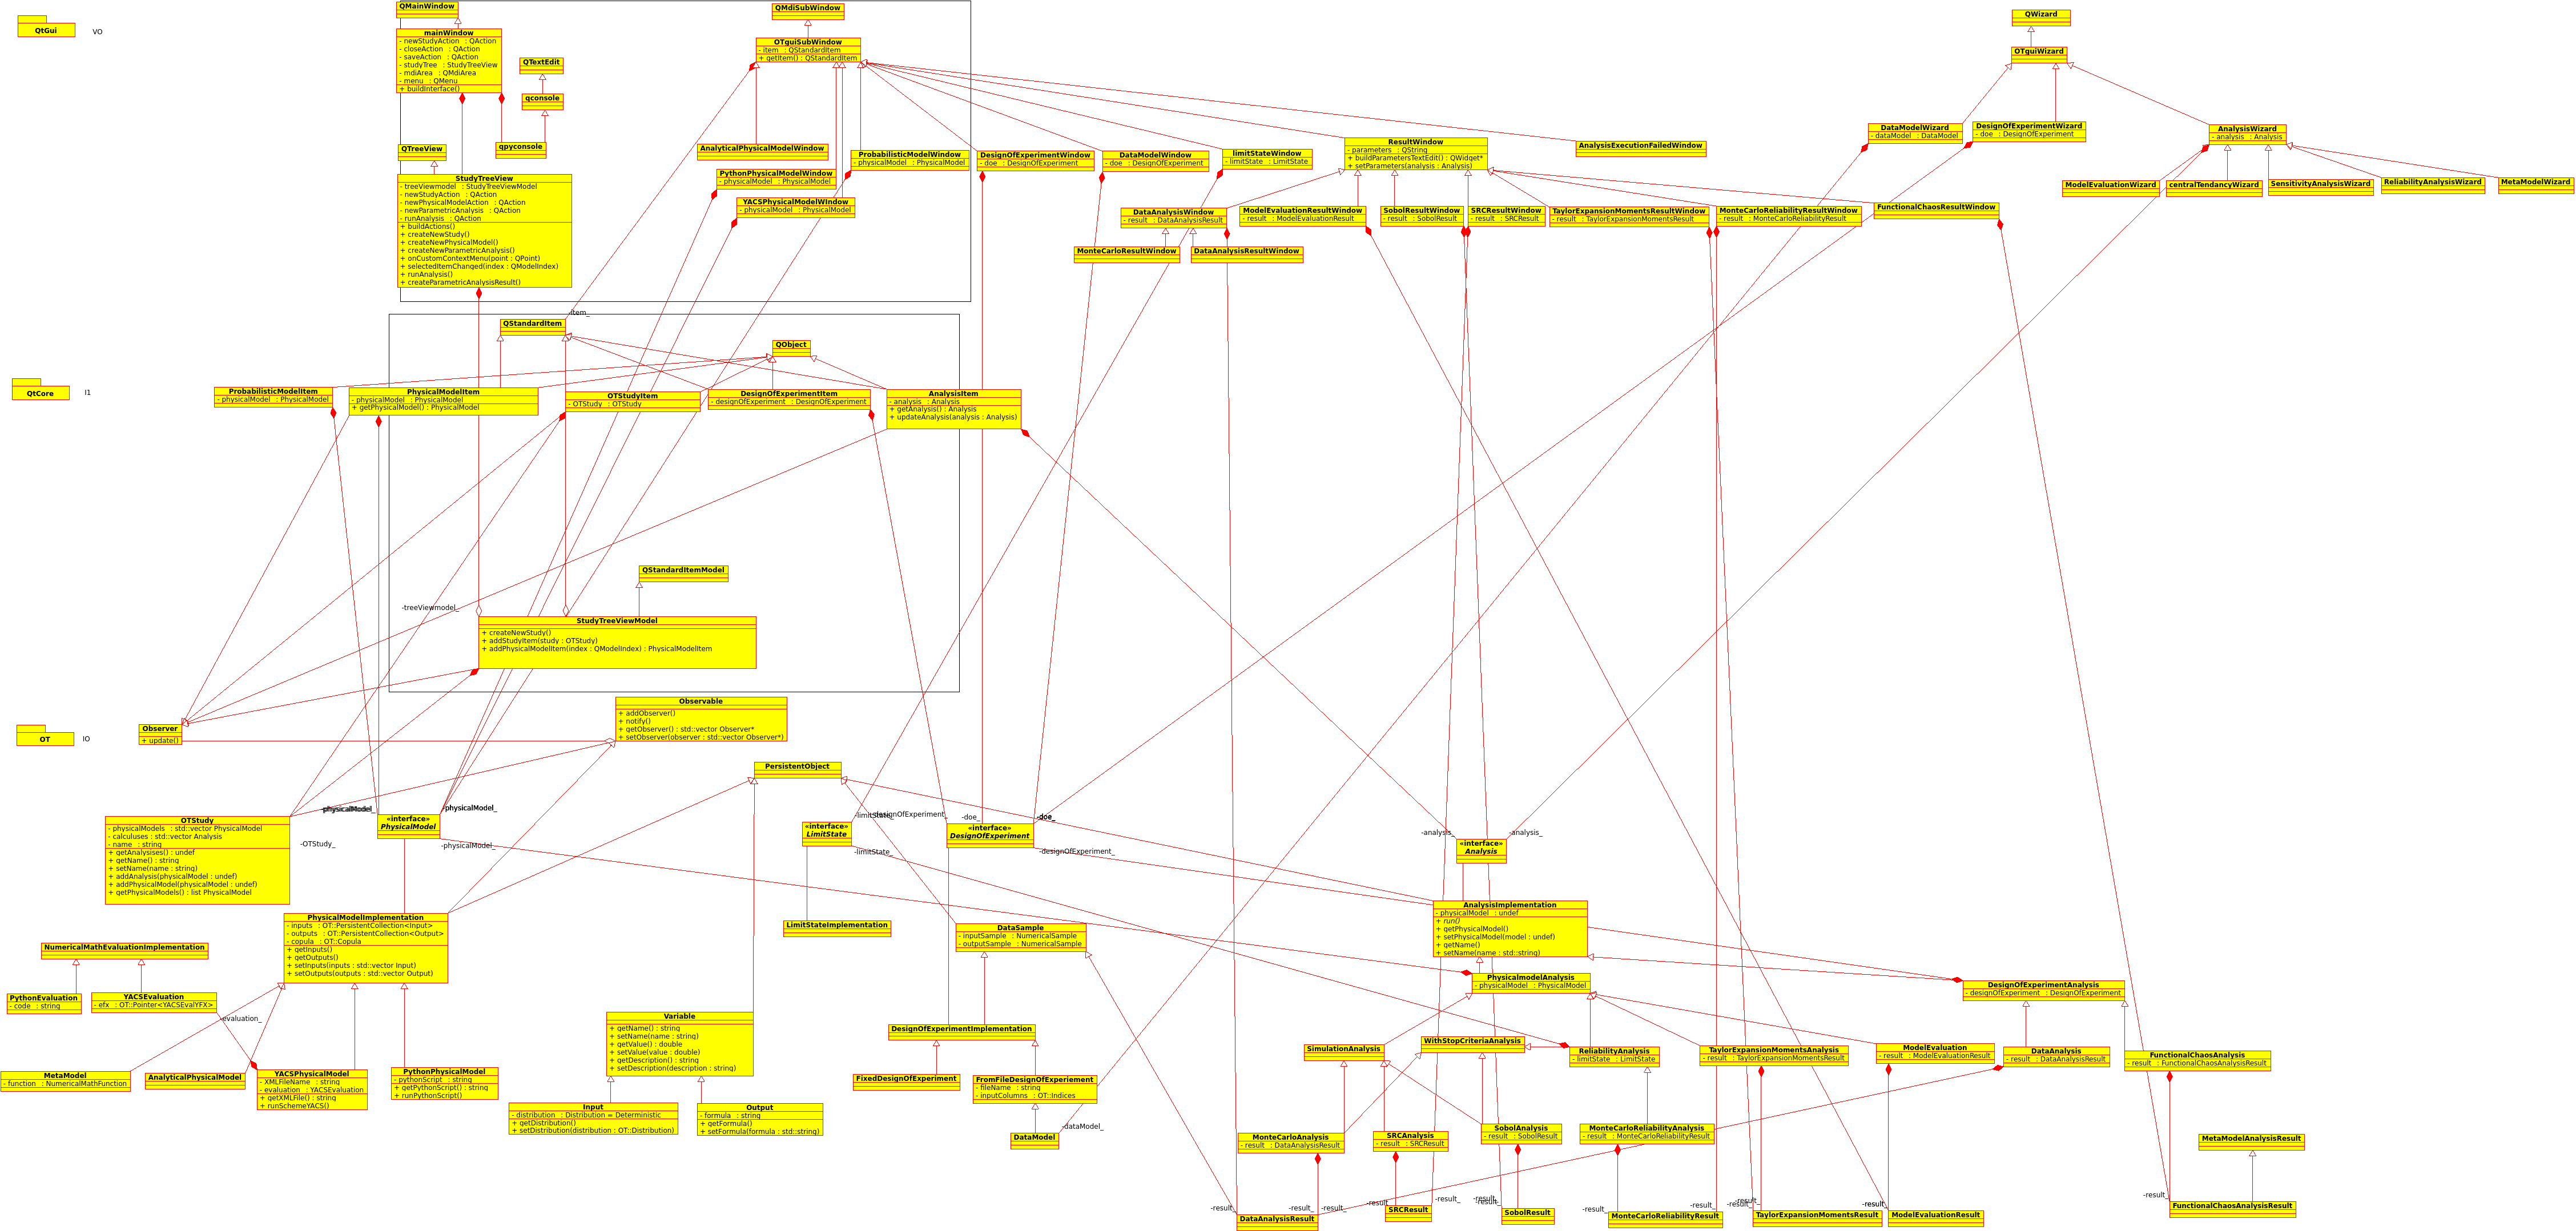 QtGui
VO
QMainWindow
mainWindow
- newStudyAction : QAction
- closeAction : QAction
- saveAction : QAction
- studyTree : StudyTreeView
- mdiArea : QMdiArea
- menu : QMenu
+ buildInterface()
QTextEdit
qconsole
qpyconsole
QTreeView
StudyTreeView
- treeViewmodel : StudyTreeViewModel
- newStudyAction : QAction
- newPhysicalModelAction : QAction
- newParametricAnalysis : QAction
- runAnalysis : QAction
+ buildActions()
+ createNewStudy()
+ createNewPhysicalModel()
+ createNewParametricAnalysis()
+ onCustomContextMenu(point : QPoint)
+ selectedItemChanged(index : QModelIndex)
+ runAnalysis()
+ createParametricAnalysisResult()
QMdiSubWindow
OTguiSubWindow
- item : QStandardItem
+ getItem() : QStandardItem
AnalyticalPhysicalModelWindow
PythonPhysicalModelWindow
- physicalModel : PhysicalModel
YACSPhysicalModelWindow
- physicalModel : PhysicalModel
ProbabilisticModelWindow
- physicalModel : PhysicalModel
DesignOfExperimentWindow
- doe : DesignOfExperiment
DataModelWindow
- doe : DesignOfExperiment
limitStateWindow
- limitState : LimitState
ResultWindow
- parameters : QString
+ buildParametersTextEdit() : QWidget*
+ setParameters(analysis : Analysis)
AnalysisExecutionFailedWindow
DataAnalysisWindow
- result : DataAnalysisResult
MonteCarloResultWindow
DataAnalysisResultWindow
ModelEvaluationResultWindow
- result : ModelEvaluationResult
SobolResultWindow
- result : SobolResult
SRCResultWindow
- result : SRCResult
TaylorExpansionMomentsResultWindow
- result : TaylorExpansionMomentsResult
MonteCarloReliabilityResultWindow
- result : MonteCarloReliabilityResult
FunctionalChaosResultWindow
QWizard
OTguiWizard
DataModelWizard
- dataModel : DataModel
DesignOfExperimentWizard
- doe : DesignOfExperiment
AnalysisWizard
- analysis : Analysis
ModelEvaluationWizard
centralTendancyWizard
SensitivityAnalysisWizard
ReliabilityAnalysisWizard
MetaModelWizard
QtCore
I1
-item_
QStandardItem
QObject
ProbabilisticModelItem
- physicalModel : PhysicalModel
PhysicalModelItem
- physicalModel : PhysicalModel
+ getPhysicalModel() : PhysicalModel
OTStudyItem
- OTStudy : OTStudy
DesignOfExperimentItem
- designOfExperiment : DesignOfExperiment
AnalysisItem
- analysis : Analysis
+ getAnalysis() : Analysis
+ updateAnalysis(analysis : Analysis)
QStandardItemModel
-treeViewmodel_
StudyTreeViewModel
+ createNewStudy()
+ addStudyItem(study : OTStudy)
+ addPhysicalModelItem(index : QModelIndex) : PhysicalModelItem
OT
IO
Observer
+ update()
Observable
+ addObserver()
+ notify()
+ getObserver() : std::vector Observer*
+ setObserver(observer : std::vector Observer*)
PersistentObject
-physicalModel_
-physicalModel_
-physicalModel_
-OTStudy_
OTStudy
- physicalModels : std::vector PhysicalModel
- calculuses : std::vector Analysis
- name : string
+ getAnalysises() : undef
+ getName() : string
+ setName(name : string)
+ addAnalysis(physicalModel : undef)
+ addPhysicalModel(physicalModel : undef)
+ getPhysicalModels() : list PhysicalModel
«interface»
PhysicalModel
-limitState_
-designOfExperiment_
-limitState_
«interface»
LimitState
-doe_
-doe_
-designOfExperiment_
«interface»
DesignOfExperiment
-analysis_
-analysis_
«interface»
Analysis
PhysicalModelImplementation
- inputs : OT::PersistentCollection<Input>
- outputs : OT::PersistentCollection<Output>
- copula : OT::Copula
+ getInputs()
+ getOutputs()
+ setInputs(inputs : std::vector Input)
+ setOutputs(outputs : std::vector Output)
LimitStateImplementation
DataSample
- inputSample : NumericalSample
- outputSample : NumericalSample
AnalysisImplementation
- physicalModel : undef
+ run()
+ getPhysicalModel()
+ setPhysicalModel(model : undef)
+ getName()
+ setName(name : std::string)
NumericalMathEvaluationImplementation
PythonEvaluation
- code : string
YACSEvaluation
- efx : OT::Pointer<YACSEvalYFX>
-evaluation_
MetaModel
- function : NumericalMathFunction
AnalyticalPhysicalModel
YACSPhysicalModel
- XMLFileName : string
- evaluation : YACSEvaluation
+ getXMLFile() : string
+ runSchemeYACS()
PythonPhysicalModel
- pythonScript : string
+ getPythonScript() : string
+ runPythonScript()
Variable
+ getName() : string
+ setName(name : string)
+ getValue() : double
+ setValue(value : double)
+ getDescription() : string
+ setDescription(description : string)
Input
- distribution : Distribution = Deterministic
+ getDistribution()
+ setDistribution(distribution : OT::Distribution)
Output
- formula : string
+ getFormula()
+ setFormula(formula : std::string)
DesignOfExperimentImplementation
FixedDesignOfExperiment
FromFileDesignOfExperiement
- fileName : string
- inputColumns : OT::Indices
DataModel
-dataModel_
PhysicalmodelAnalysis
- physicalModel : PhysicalModel
DesignOfExperimentAnalysis
- designOfExperiment : DesignOfExperiment
SimulationAnalysis
WithStopCriteriaAnalysis
ReliabilityAnalysis
- limitState : LimitState
TaylorExpansionMomentsAnalysis
- result : TaylorExpansionMomentsResult
ModelEvaluation
- result : ModelEvaluationResult
DataAnalysis
- result : DataAnalysisResult
FunctionalChaosAnalysis
- result : FunctionalChaosAnalysisResult
MonteCarloAnalysis
- result : DataAnalysisResult
SRCAnalysis
- result : SRCResult
SobolAnalysis
- result : SobolResult
MonteCarloReliabilityAnalysis
- result : MonteCarloReliabilityResult
MetaModelAnalysisResult
-result_
-result_
-result_
-result_
-result_
-result_
-result_
-result_
-result_
-result_
-result_
-result_
-result_
DataAnalysisResult
SRCResult
SobolResult
MonteCarloReliabilityResult
TaylorExpansionMomentsResult
ModelEvaluationResult
FunctionalChaosAnalysisResult